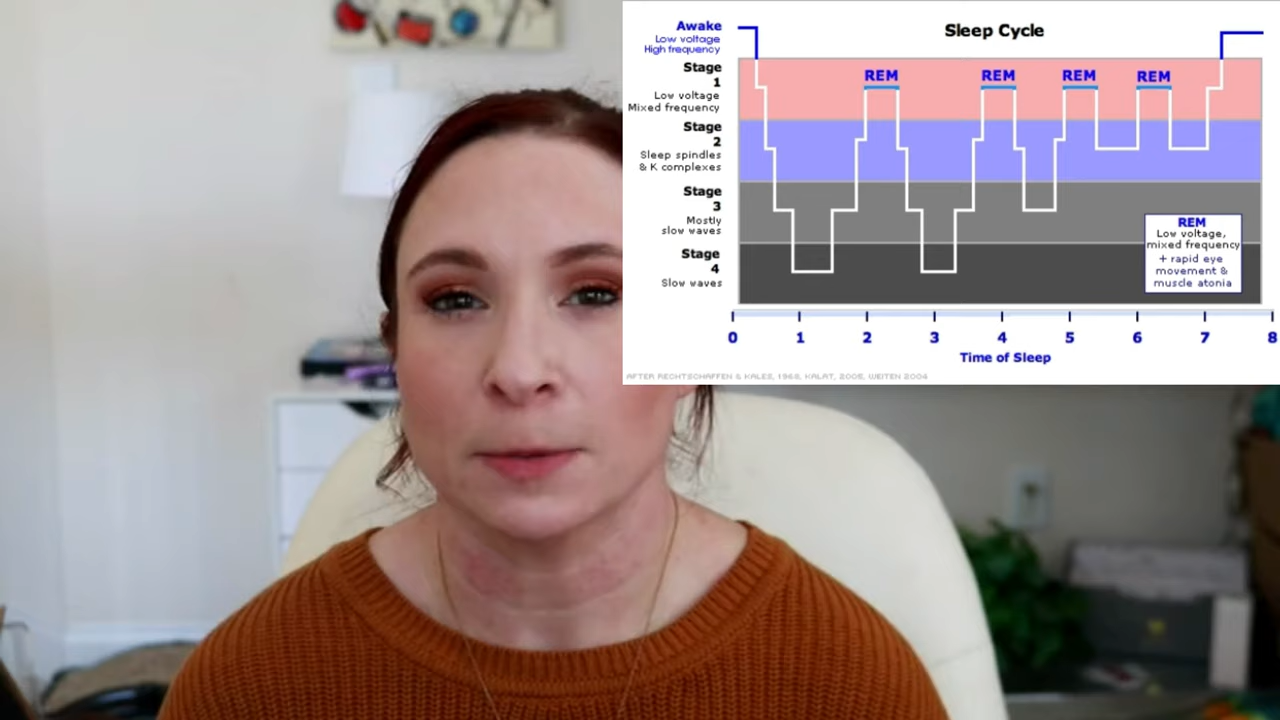 Sleep Cycle
Awake
Low voltage
High frequency
Stage
1
Low voltage
Mixed frequency
Stage
2
Sleep spindles
& K complexes
Stage
3
Mostly
slow waves
Stage
4
Slow waves
REM REM REM REM
REM
Low voltage,
mixed frequency
+ rapid eye
movement &
muscle atonia
0 1 2 3 4 5 6 7 8
Time of Sleep
AFTER RECHTSCHAFFEN & KALES, 1968, KALAT, 2005, WEITEN 2004